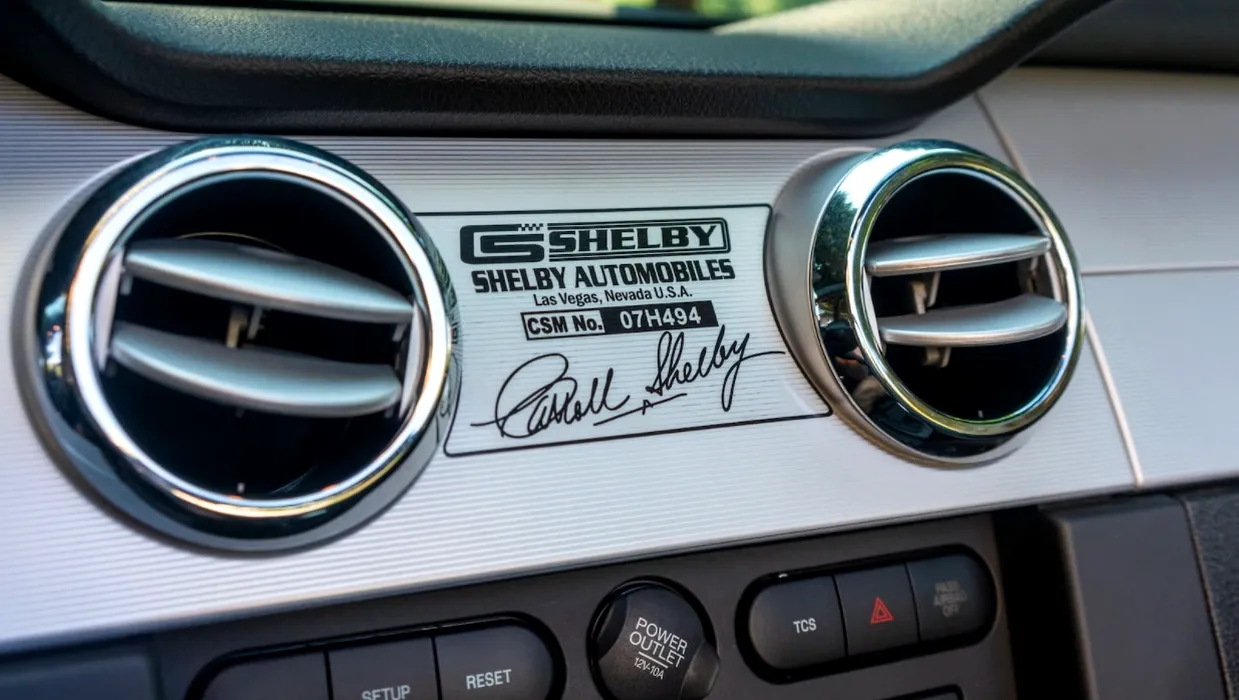 CS SHELBY
SHELBY AUTOMOBILES
Las Vegas, Nevada U.S.A.
CSM No. 07H494
Carroll Shelby
SETUP
RESET
POWER
OUTLET
12V-10A
TCS
PASS
AIRBAG
OFF